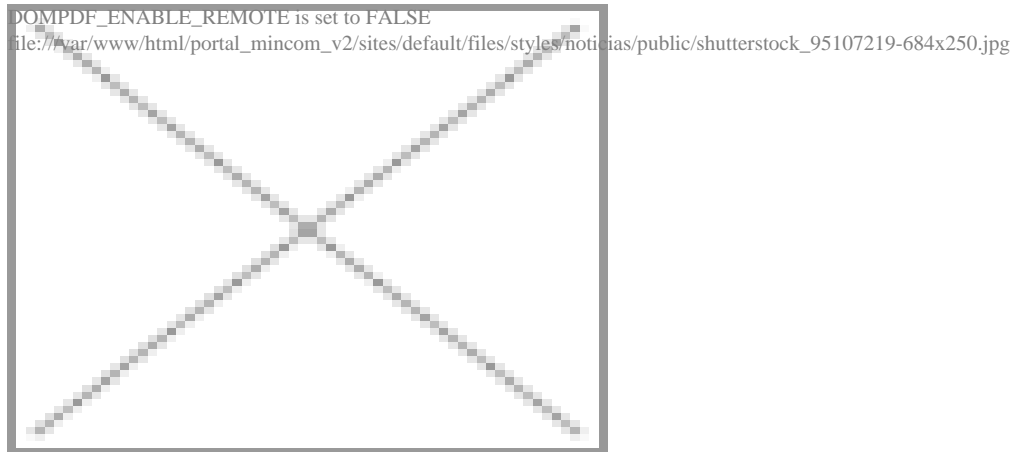 DOMPDF_ENABLE_REMOTE is set to FALSE
file:///var/www/html/portal_mincom_v2/sites/default/files/styles/noticias/public/shutterstock_95107219-684x250.jpg